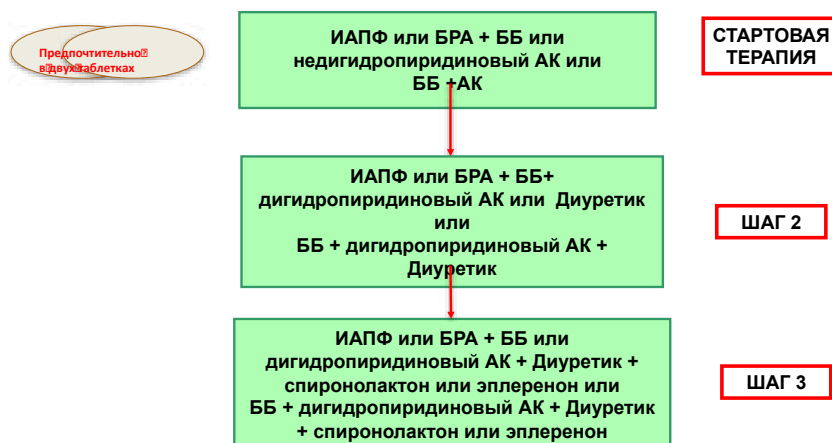 Предпочтительно
в двух таблетках
ИАПФ или БРА + ББ или
недигидропиридиновый АК или
ББ +АК
СТАРТОВАЯ
ТЕРАПИЯ
ИАПФ или БРА + ББ+
дигидропиридиновый АК или Диуретик
или
ББ + дигидропиридиновый АК +
Диуретик
ШАГ 2
ИАПФ или БРА + ББ или
дигидропиридиновый АК + Диуретик +
спиронолактон или эплеренон или
ББ + дигидропиридиновый АК + Диуретик
+ спиронолактон или эплеренон
ШАГ 3